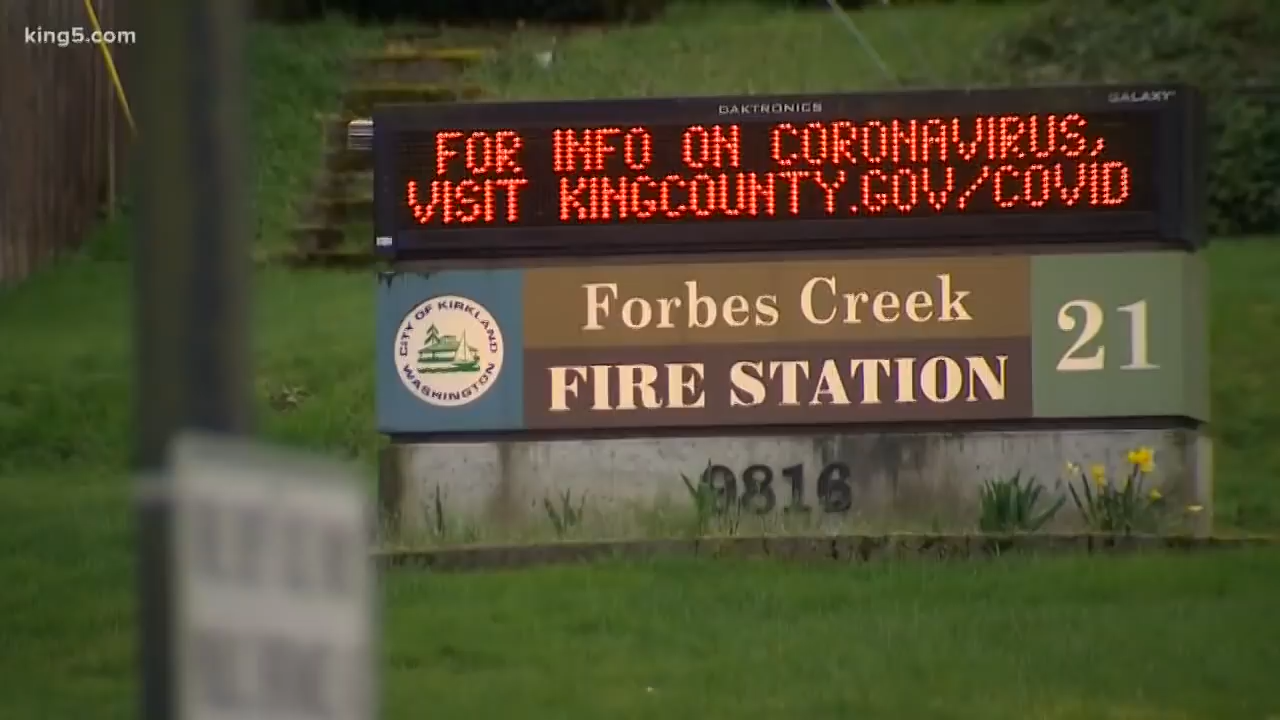 king5.com
DAKTRONICS
GALAXY
FOR INFO ON CORONAVIRUS,
VISIT KINGCOUNTY.GOV/COVID
CITY OF KIRKLAND
WASHINGTON
Forbes Creek
FIRE STATION
21
9816